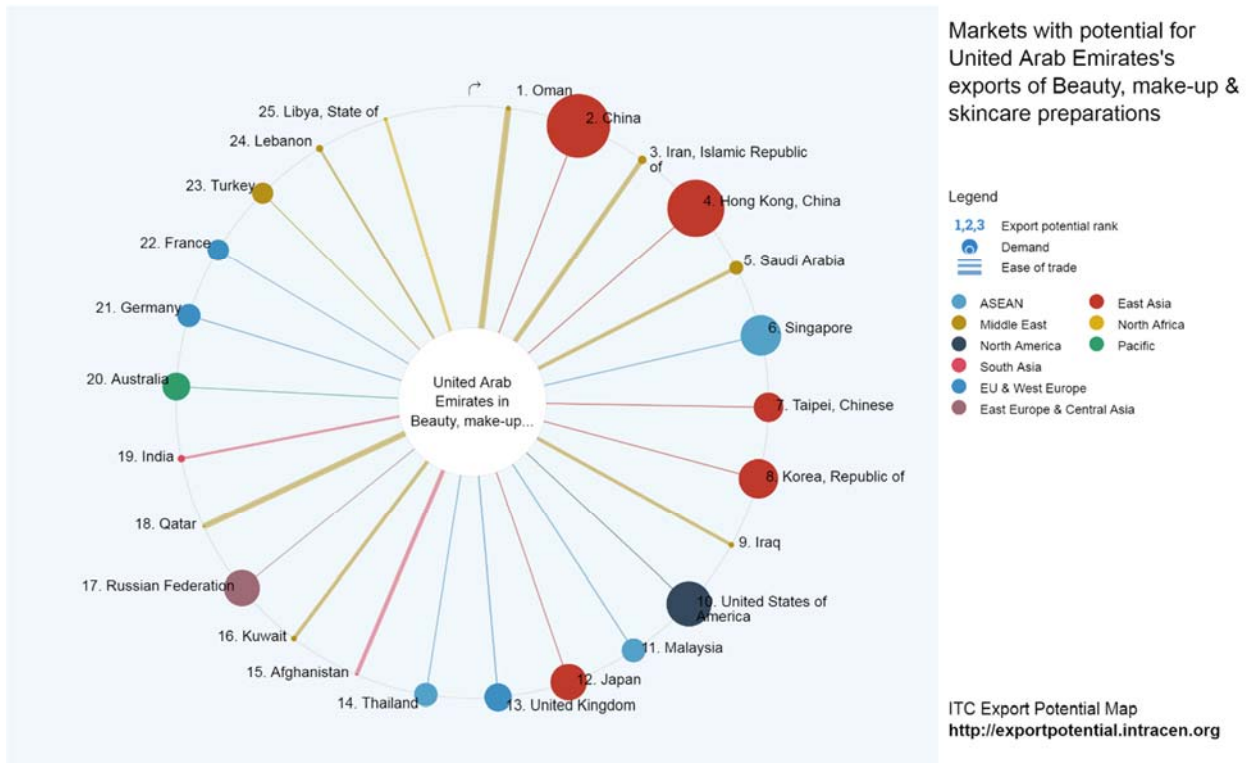 Markets with potential for
United Arab Emirates's
exports of Beauty, make-up &
skincare preparations
Legend
1,2,3 Export potential rank
Demand
Ease of trade
ASEAN
East Asia
Middle East
North Africa
North America
Pacific
South Asia
EU & West Europe
East Europe & Central Asia
1. Oman
2. China
3. Iran, Islamic Republic
of
4. Hong Kong, China
5. Saudi Arabia
6. Singapore
7. Taipei, Chinese
8. Korea, Republic of
9. Iraq
10. United States of
America
11. Malaysia
12. Japan
13. United Kingdom
14. Thailand
15. Afghanistan
16. Kuwait
17. Russian Federation
18. Qatar
19. India
20. Australia
21. Germany
22. France
23. Turkey
24. Lebanon
25. Libya, State of
United Arab
Emirates in
Beauty, make-up...
ITC Export Potential Map
http://exportpotential.intracen.org